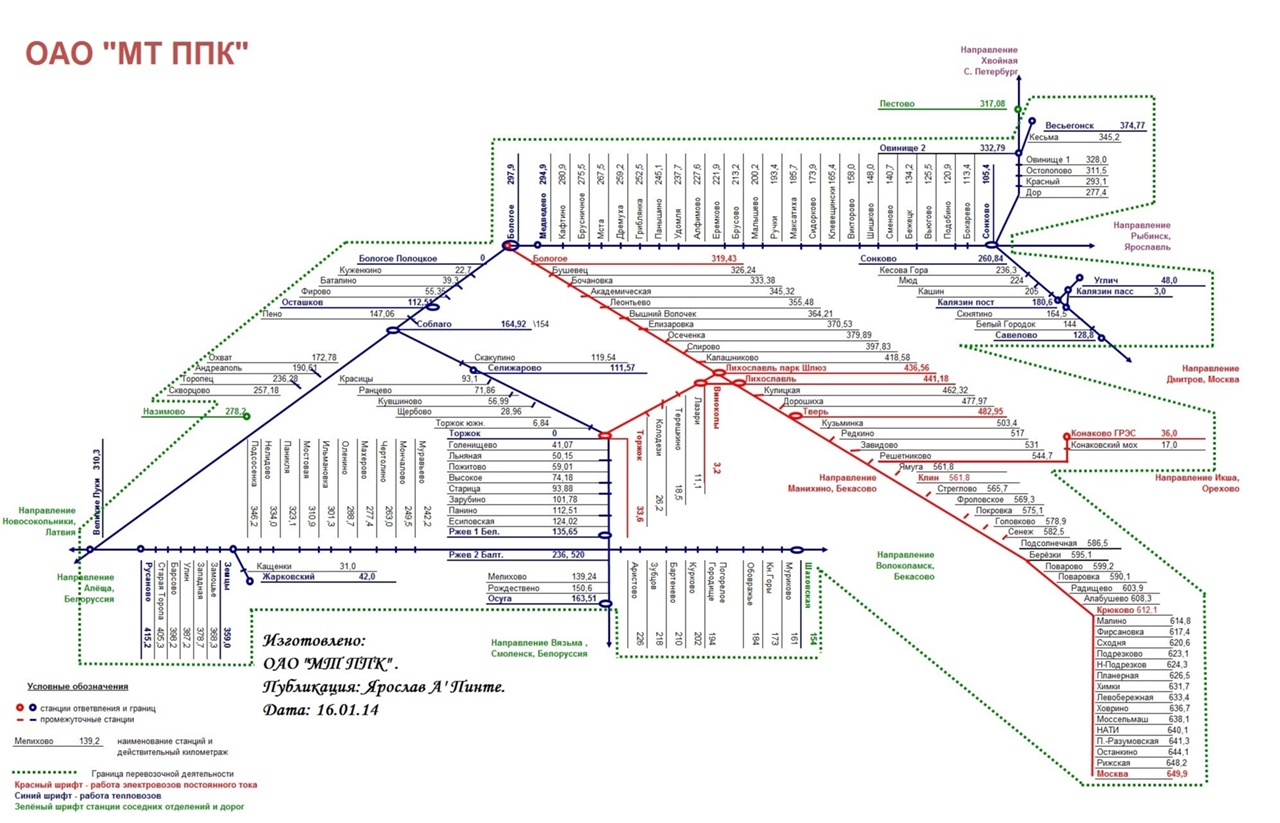 ОАО "МТ ППК"
Направление
Хвойная
С. Петербург
Пестово 317,08
Весьегонск 374,77
Кесьма 345,2
Овинище 2 332,79
Овинище 1 328,0
Остолопово 311,5
Красный 293,1
Дор 277,4
Бологое 297,9
Медведево 294,9
Кафтино 280,9
Брусничное 275,5
Мста 267,5
Дремуха 259,2
Гриблянка 252,5
Панышино 245,1
Удомля 237,7
Алфимово 227,6
Еремково 221,9
Брусово 213,2
Малышево 200,2
Ручки 193,4
Максатиха 185,7
Сидорково 173,9
Клевещински 165,4
Викторово 158,0
Шишково 148,0
Сменово 140,7
Бежецк 134,2
Вьюгово 125,5
Подобино 120,9
Бокарево 113,4
Сонково 105,4
Направление
Рыбинск,
Ярославль
Бологое Полоцкое 0
Куженкино 22,7
Баталино 39,3
Фирово 55,35
Осташков 112,51
Пено 147,06
Соблаго 164,92 \154
Охват 172,78
Андреаполь 190,61
Торопец 236,28
Скворцово 257,18
Назимово 278,2
Бологое 319,43
Бушевец 326,24
Бочановка 333,38
Академическая 345,32
Леонтьево 355,48
Вышний Волочек 364,21
Елизаровка 370,53
Осеченка 379,89
Спирово 397,83
Калашниково 418,58
Лихославль парк Шлюз 436,56
Лихославль 441,18
Кулицкая 462,32
Дорошиха 477,97
Тверь 482,95
Кузьминка 503,4
Редкино 517
Завидово 531
Решетниково 544,7
Ямуга 561,8
Клин 561,8
Стреглово 565,7
Фроловское 569,3
Покровка 575,1
Головково 578,9
Сенеж 582,5
Подсолнечная 586,5
Берёзки 595,1
Поварово 599,2
Поваровка 590,1
Радищево 603,9
Алабушево 608,3
Крюково 612,1
Малино 614,8
Фирсановка 617,4
Сходня 620,6
Подрезково 623,1
Н-Подрезков 624,3
Планерная 626,5
Химки 631,7
Левобережная 633,4
Ховрино 636,7
Моссельмаш 638,1
НАТИ 640,1
П.-Разумовская 641,3
Останкино 644,1
Рижская 648,2
Москва 649,9
Сонково 260,84
Кесова Гора 236,3
Мюд 224
Кашин 205
Калязин пост 180,6
Скнятино 164,5
Белый Городок 144
Савелово 128,8
Углич 48,0
Калязин пасс 3,0
Направление
Дмитров, Москва
Конаково ГРЭС 36,0
Конаковский мох 17,0
Направление Икша,
Орехово
Направление
Манихино, Бекасово
Скакулино 119,54
Селижарово 111,57
Красицы 93,1
Ранцево 71,86
Кувшиново 56,99
Щербово 28,96
Торжок южн. 6,84
Торжок 0
Голенищево 41,07
Льняная 50,15
Пожитово 59,01
Высокое 74,18
Старица 93,88
Зарубино 101,78
Панино 112,51
Есиповская 124,02
Ржев 1 Бел. 135,65
Ржев 2 Балт. 236, 520
Мелихово 139,24
Рождествено 150,6
Осуга 163,51
Направление Вязьма ,
Смоленск, Белоруссия
Торжок 33,6
Колодези 26,2
Терешкино 18,5
Лазари 11,1
Виноколы 3,2
Великие Луки 310,3
Направление
Новосокольники,
Латвия
Направление
Алёща,
Белоруссия
Подсосенка 346,2
Нелидово 334,0
Паникля 323,1
Мостовая 310,9
Ильмановка 301,3
Оленино 288,7
Махерово 277,4
Чертолино 263,0
Мончалово 249,5
Муравьево 242,2
Русаново 415,2
Старая Торопа 405,3
Барсово 398,2
Улин 387,2
Западная 378,7
Замошье 368,3
Земцы 359,0
Кащенки 31,0
Жарковский 42,0
Аристово 226
Зубцов 218
Бартенево 210
Курково 202
Погорелое
Городище 194
Обовражье 184
Кн.Горы 173
Муриково 161
Шаховская 154
Направление
Волоколамск,
Бекасово
Изготовлено:
ОАО "МТ ППК" .
Публикация: Ярослав А' Пинте.
Дата: 16.01.14
Условные обозначения
станции ответвления и границ
промежуточные станции
Мелихово 139,2 наименование станций и
действительный километраж
Граница перевозочной деятельности
Красный шрифт - работа электровозов постоянного тока
Синий шрифт - работа тепловозов
Зелёный шрифт станции соседних отделений и дорог